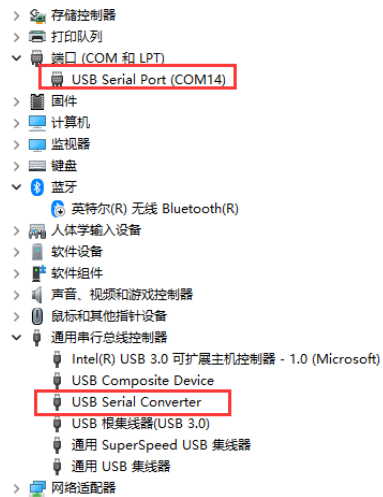 存储控制器
打印队列
端口 (COM 和 LPT)
USB Serial Port (COM14)
固件
计算机
监视器
键盘
蓝牙
英特尔(R) 无线 Bluetooth(R)
人体学输入设备
软件设备
软件组件
声音、视频和游戏控制器
鼠标和其他指针设备
通用串行总线控制器
Intel(R) USB 3.0 可扩展主机控制器 - 1.0 (Microsoft)
USB Composite Device
USB Serial Converter
USB 根集线器(USB 3.0)
通用 SuperSpeed USB 集线器
通用 USB 集线器
网络适配器